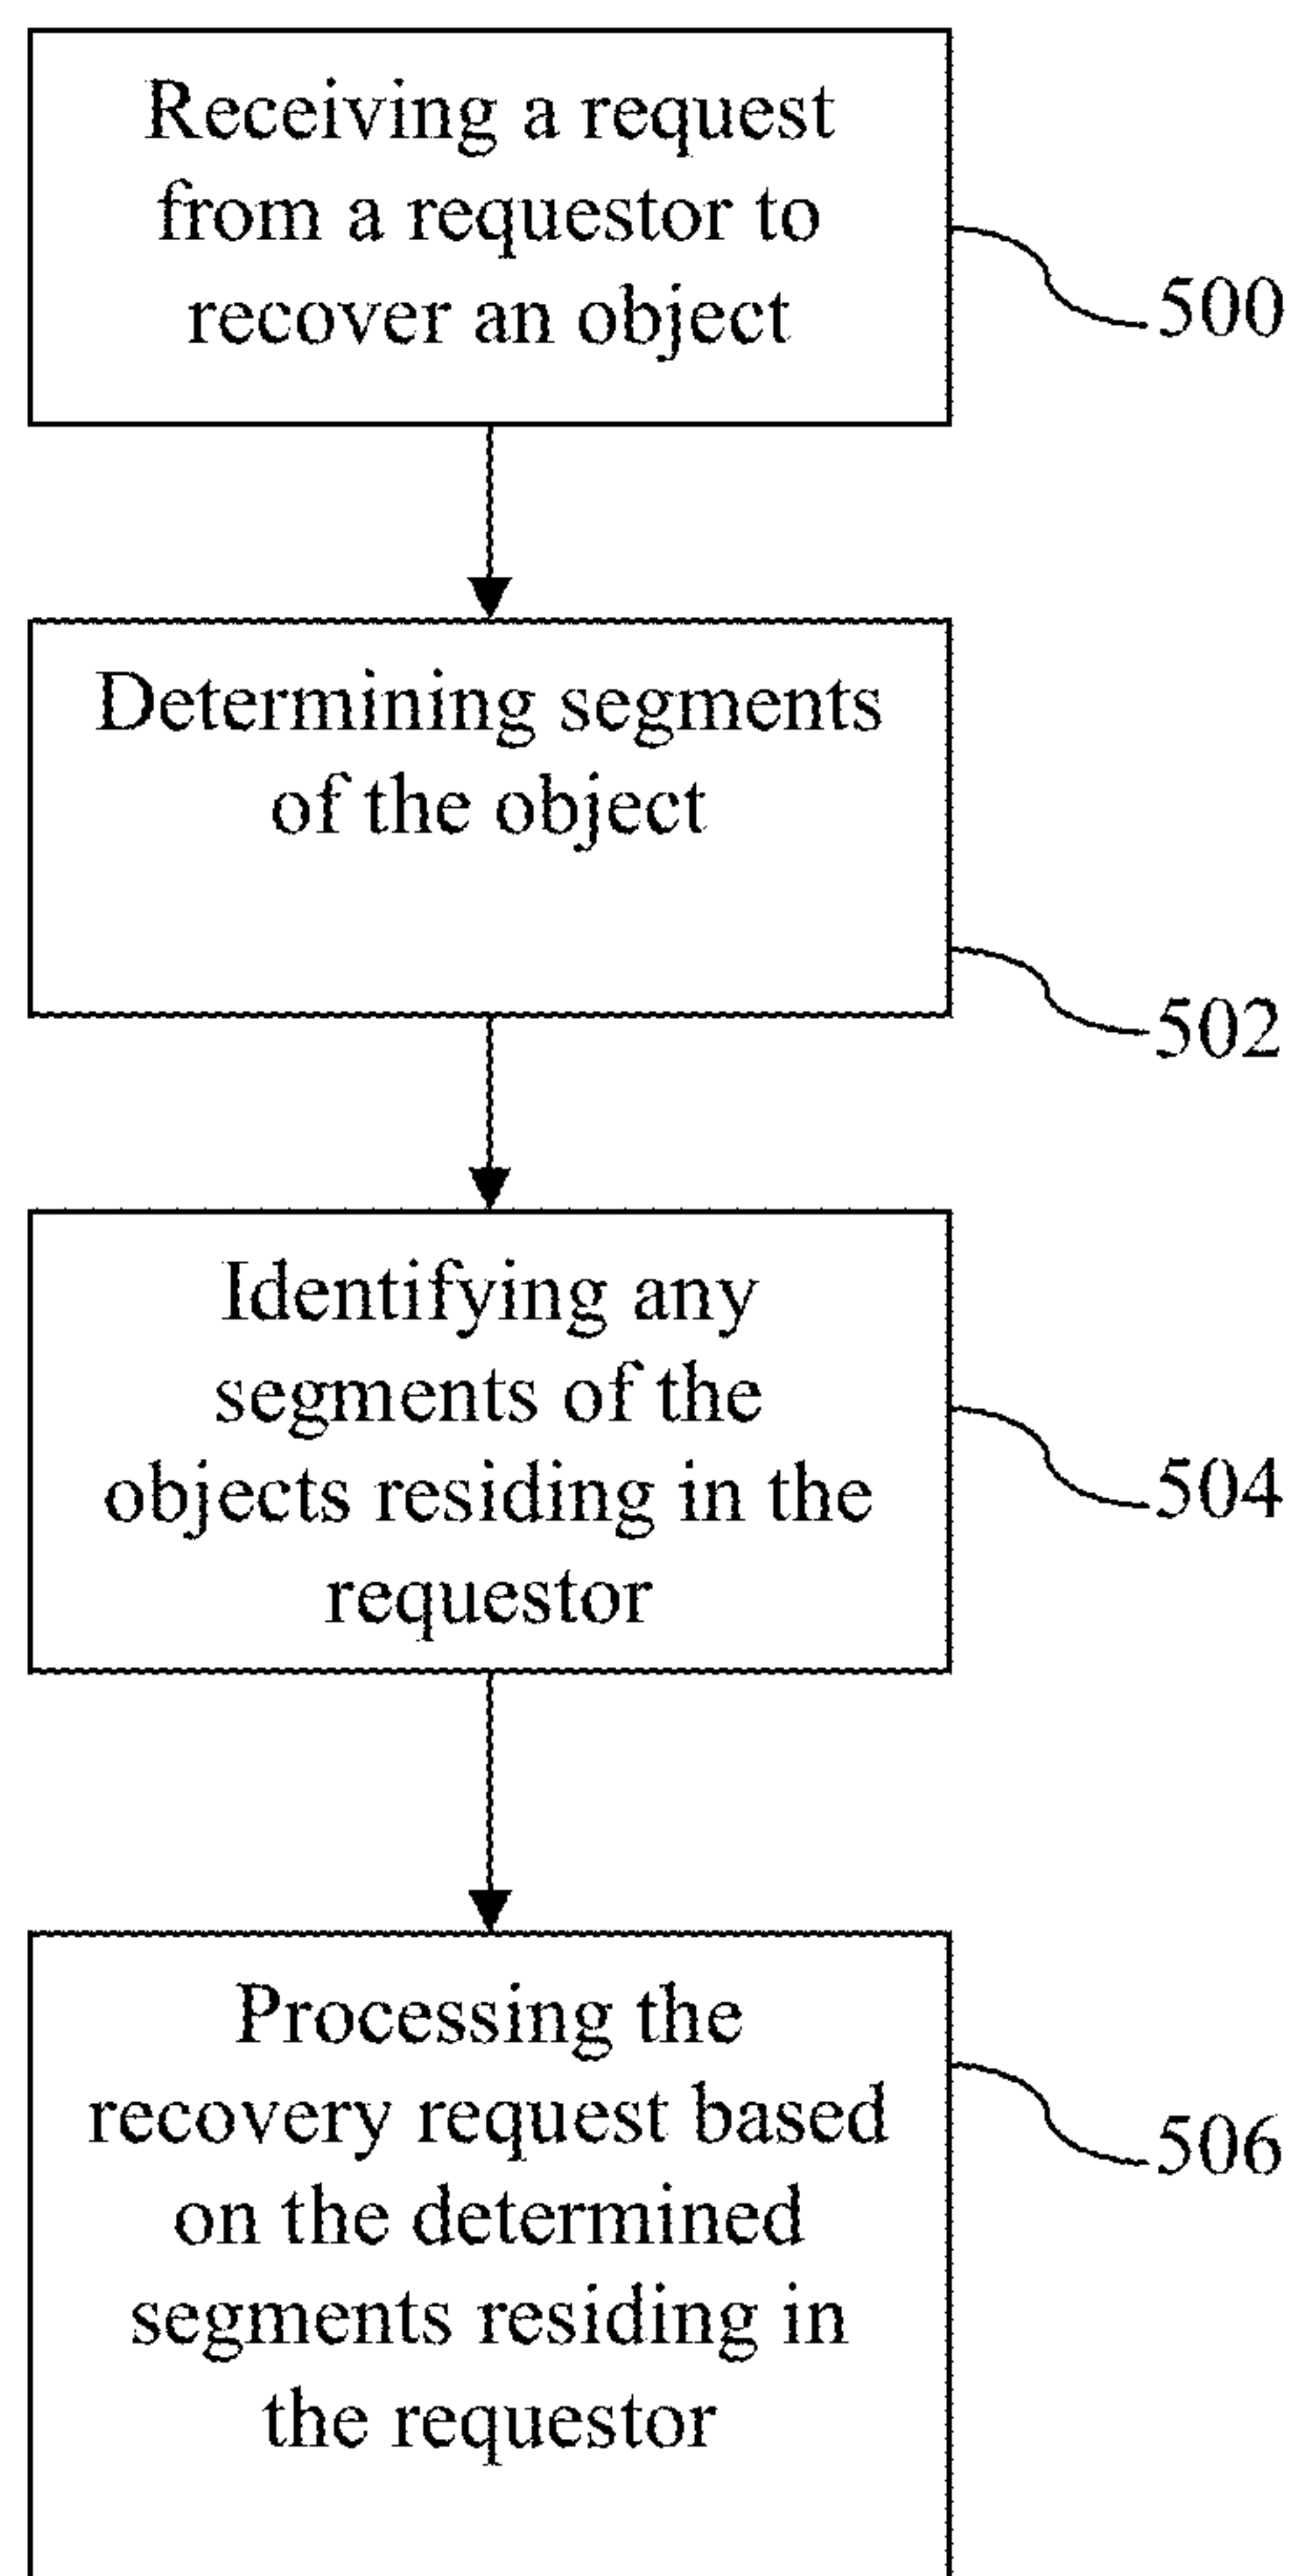 Receiving a request
from a requestor to
recover an object
500
Determining segments
of the object
502
Identifying any
segments of the
objects residing in the
requestor
504
Processing the
recovery request based
on the determined
segments residing in
the requestor
506